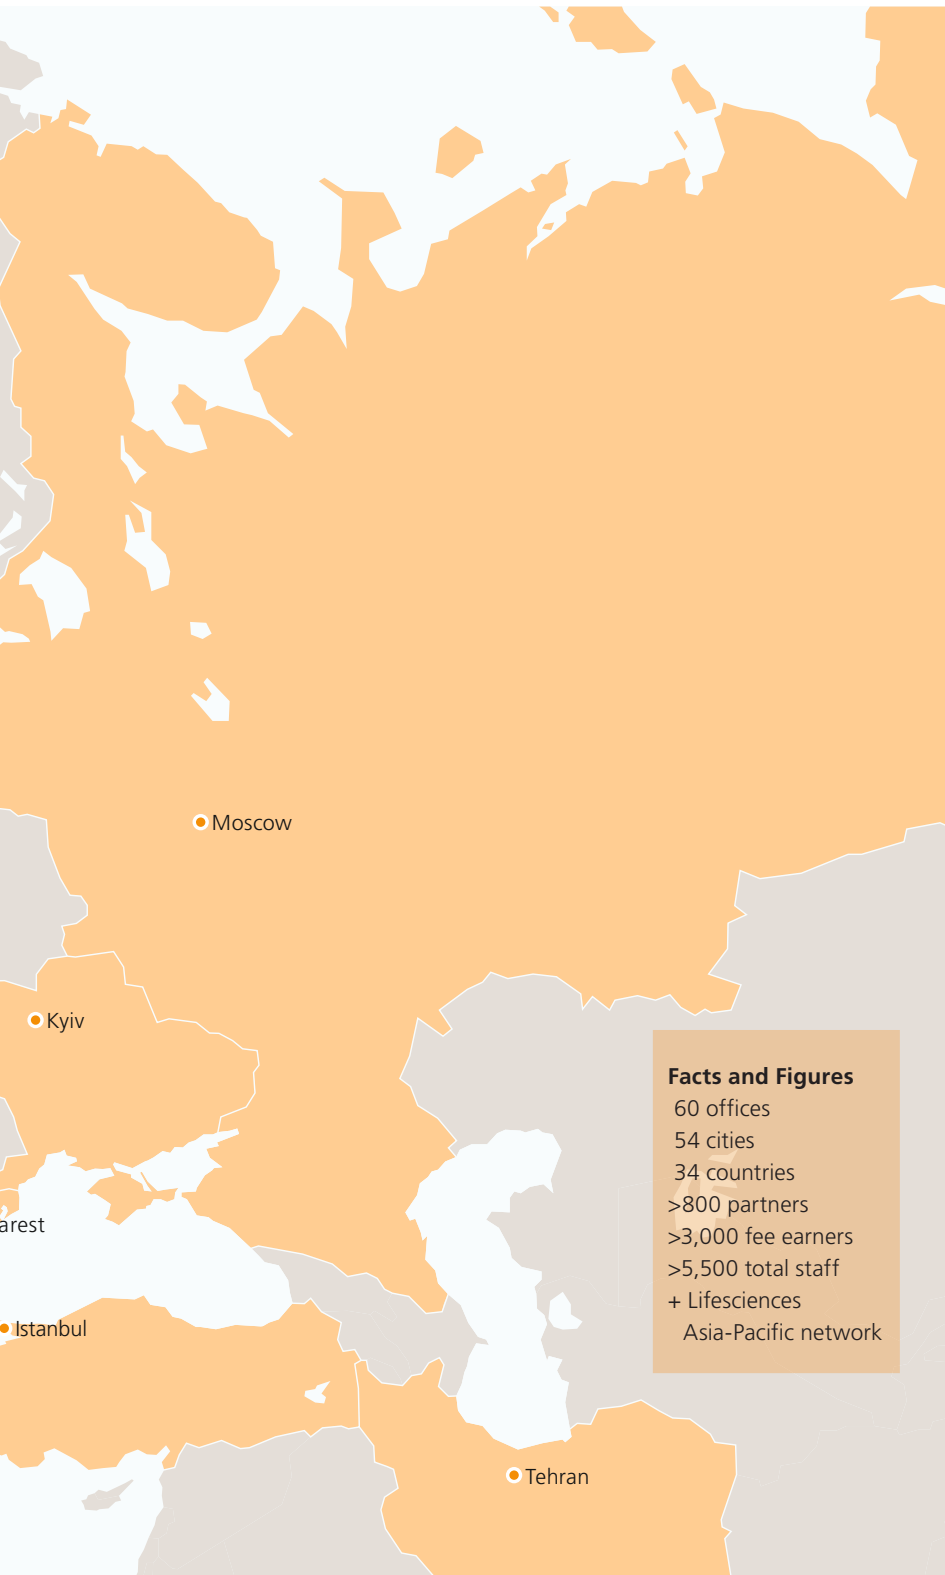 Moscow
Kyiv
Facts and Figures
60 offices
54 cities
34 countries
>800 partners
>3,000 fee earners
>5,500 total staff
+ Lifesciences
Asia-Pacific network
arest
Istanbul
Tehran